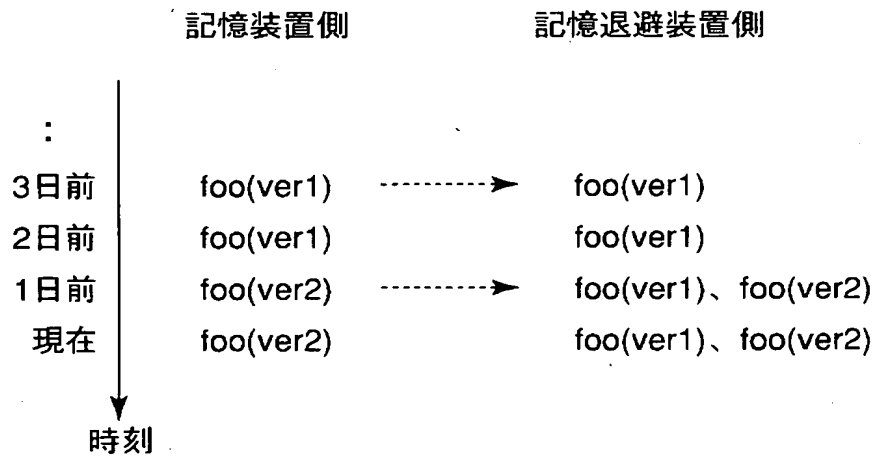 記憶装置側 記憶退避装置側
:
3日前 foo(ver1) foo(ver1)
2日前 foo(ver1) foo(ver1)
1日前 foo(ver2) foo(ver1)、foo(ver2)
現在 foo(ver2) foo(ver1)、foo(ver2)
時刻